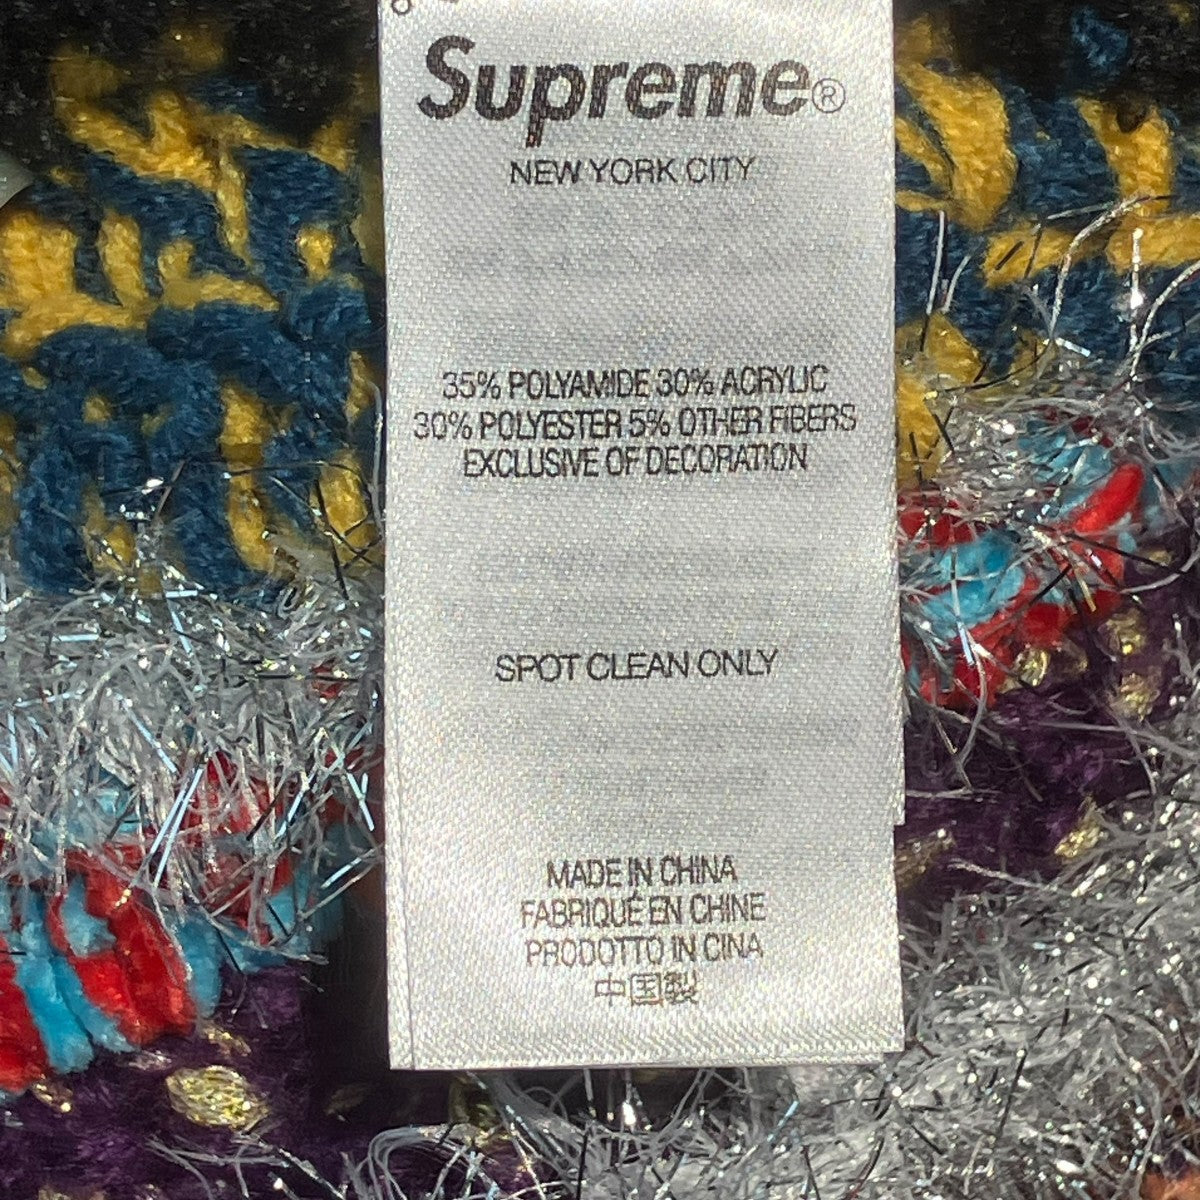 Supreme®
NEW YORK CITY
35% POLYAMIDE 30% ACRYLIC
30% POLYESTER 5% OTHER FIBERS
EXCLUSIVE OF DECORATION
SPOT CLEAN ONLY
MADE IN CHINA
FABRIQUÉ EN CHINE
PRODOTTO IN CINA
中国製